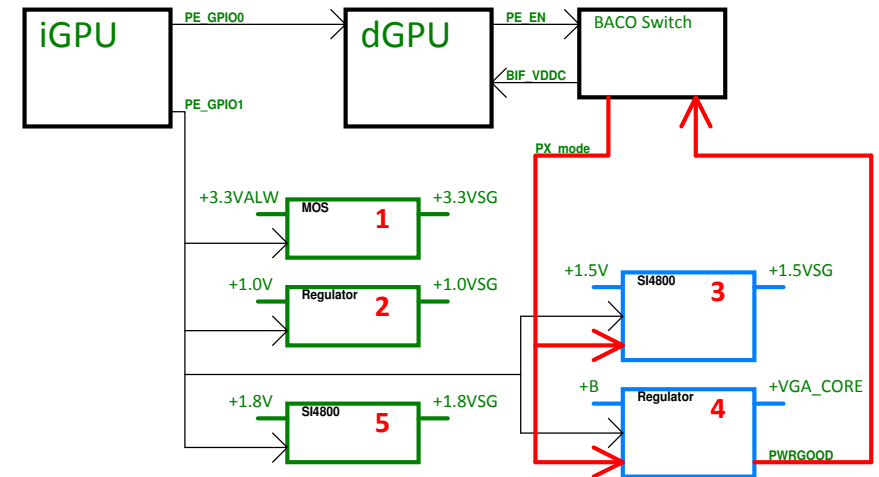 iGPU
PE_GPIO0
dGPU
PE_EN
BACO Switch
BIF_VDDC
PE_GPIO1
PX_mode
+3.3VALW
MOS
1
+3.3VSG
+1.0V
Regulator
2
+1.0VSG
+1.5V
SI4800
3
+1.5VSG
+1.8V
SI4800
5
+1.8VSG
+B
Regulator
4
+VGA_CORE
PWRGOOD